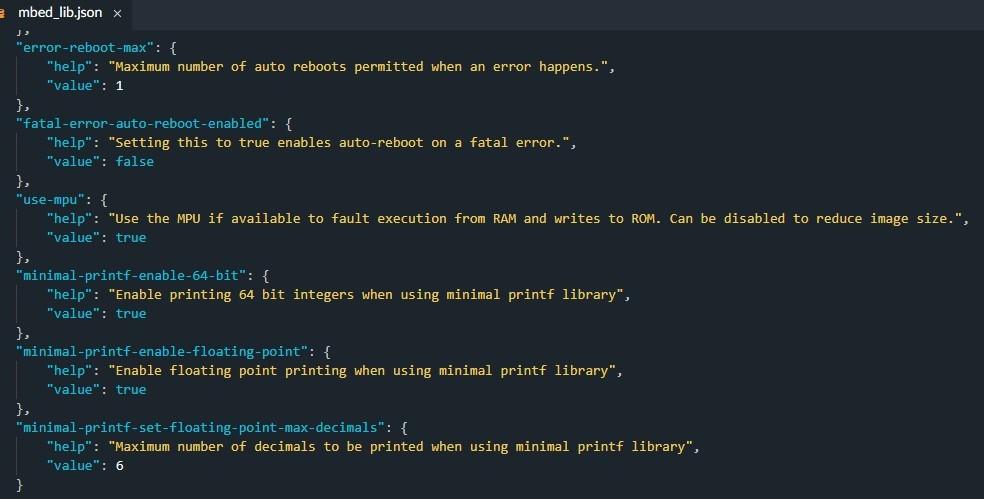 mbed_lib.json ×
},
"error-reboot-max": {
"help": "Maximum number of auto reboots permitted when an error happens.",
"value": 1
},
"fatal-error-auto-reboot-enabled": {
"help": "Setting this to true enables auto-reboot on a fatal error.",
"value": false
},
"use-mpu": {
"help": "Use the MPU if available to fault execution from RAM and writes to ROM. Can be disabled to reduce image size.",
"value": true
},
"minimal-printf-enable-64-bit": {
"help": "Enable printing 64 bit integers when using minimal printf library",
"value": true
},
"minimal-printf-enable-floating-point": {
"help": "Enable floating point printing when using minimal printf library",
"value": true
},
"minimal-printf-set-floating-point-max-decimals": {
"help": "Maximum number of decimals to be printed when using minimal printf library",
"value": 6
}